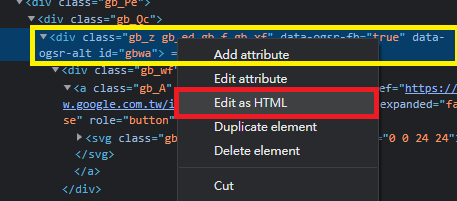 <div class="gb_Pe">
<div class="gb_Qc">
<div class="gb_z gb_ed gb_f gb_xf" data-ogsr-fb="true" data-
ogsr-alt id="gbwa"> =
Add attribute
<div class="gb_wf"
Edit attribute
<a class="gb_A" ef="https://
w.google.com.tw/i expanded="fa
Edit as HTML
se" role="button"
Duplicate element
<svg class="gb 0 0 24 24"
</svg>
Delete element
</a>
</div>
Cut